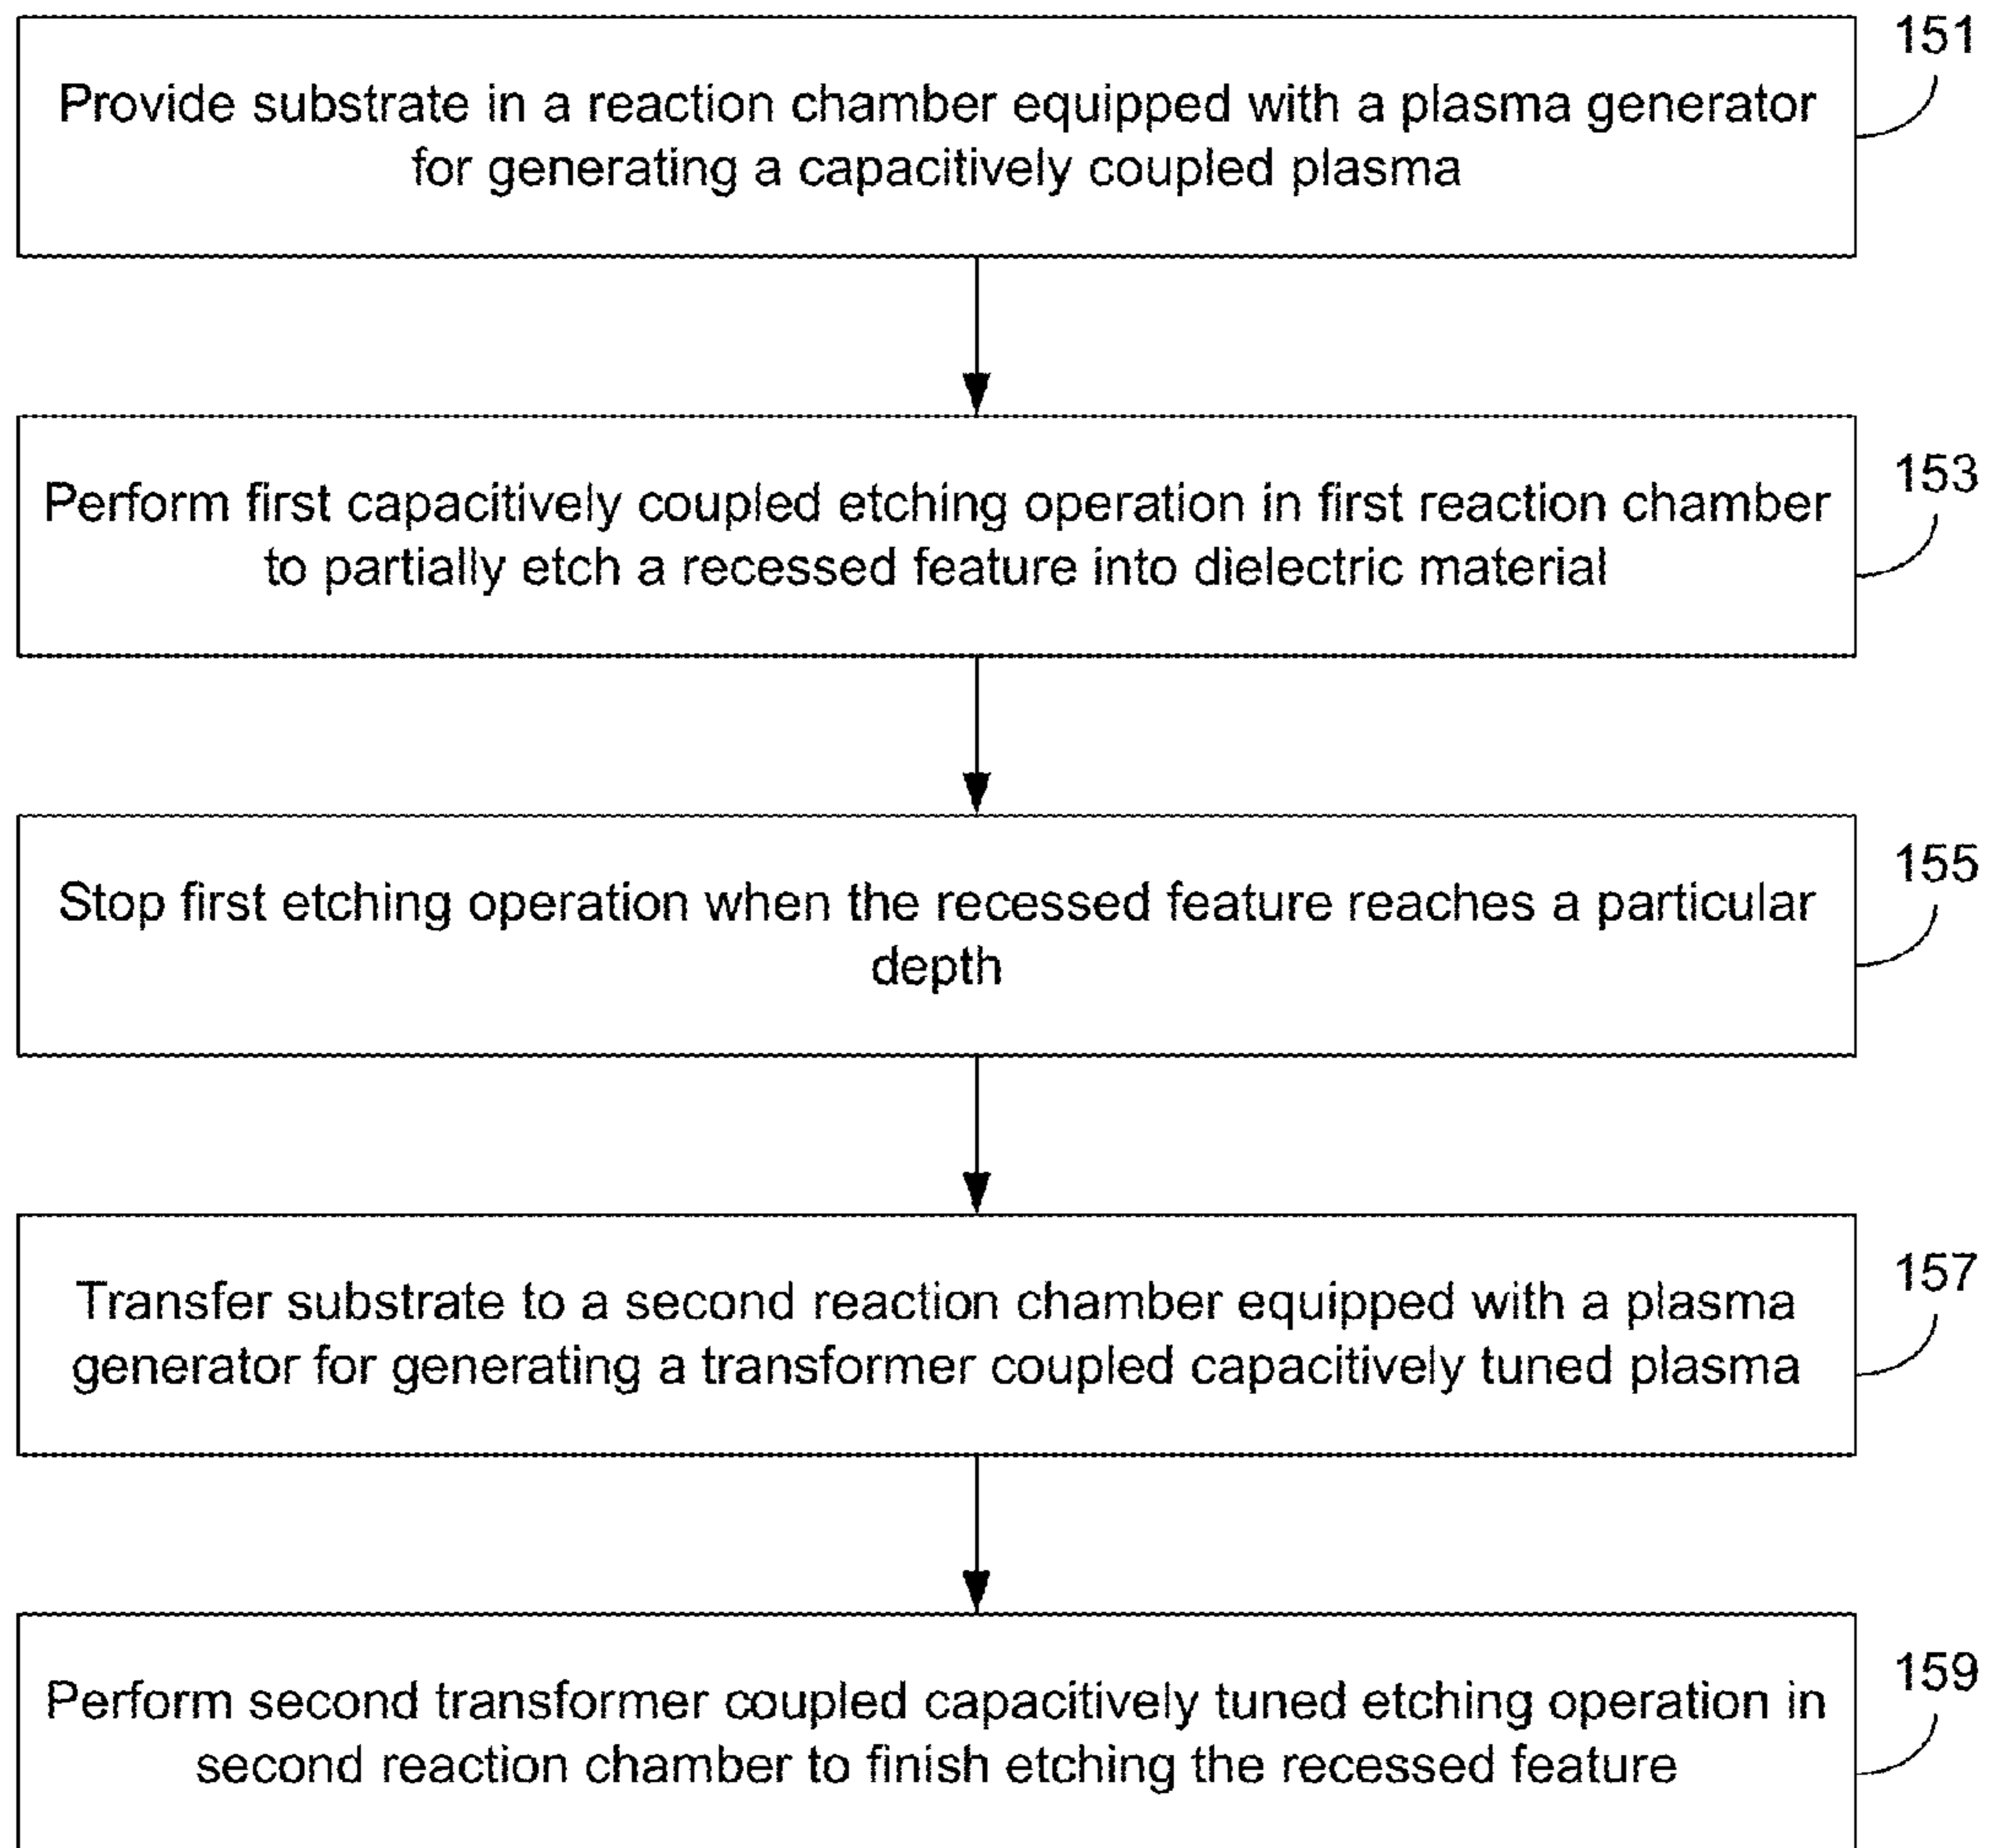 151
Provide substrate in a reaction chamber equipped with a plasma generator
for generating a capacitively coupled plasma
153
Perform first capacitively coupled etching operation in first reaction chamber
to partially etch a recessed feature into dielectric material
155
Stop first etching operation when the recessed feature reaches a particular
depth
157
Transfer substrate to a second reaction chamber equipped with a plasma
generator for generating a transformer coupled capacitively tuned plasma
159
Perform second transformer coupled capacitively tuned etching operation in
second reaction chamber to finish etching the recessed feature